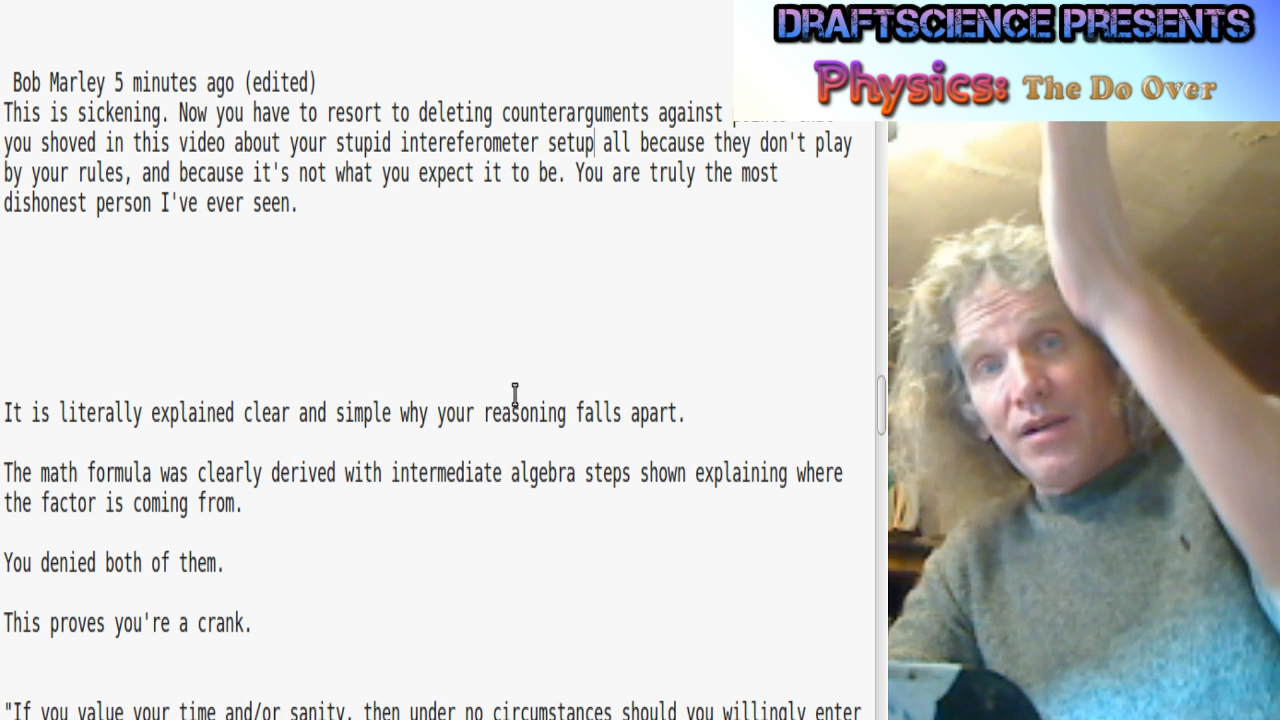 DRAFTSCIENCE PRESENTS
Physics: The Do Over
Bob Marley 5 minutes ago (edited)
This is sickening. Now you have to resort to deleting counterarguments against
you shoved in this video about your stupid intereferometer setup all because they don't play
by your rules, and because it's not what you expect it to be. You are truly the most
dishonest person I've ever seen.
It is literally explained clear and simple why your reasoning falls apart.
The math formula was clearly derived with intermediate algebra steps shown explaining where
the factor is coming from.
You denied both of them.
This proves you're a crank.
"If you value your time and/or sanity, then under no circumstances should you willingly enter